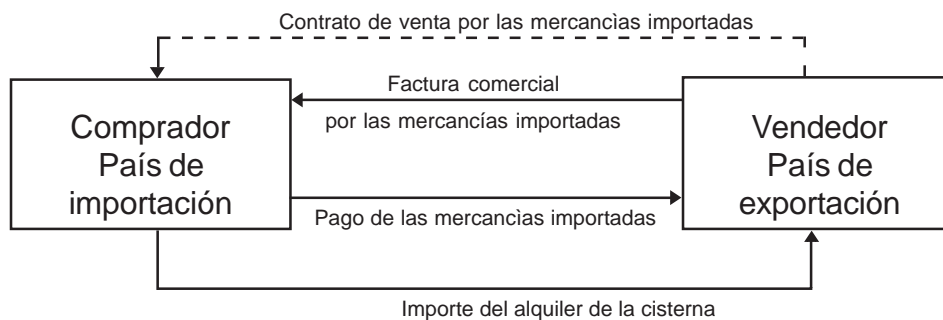 Contrato de venta por las mercancìas importadas
Factura comercial
por las mercancías importadas
Comprador
País de
importación
Vendedor
País de
exportación
Pago de las mercancìas importadas
Importe del alquiler de la cisterna